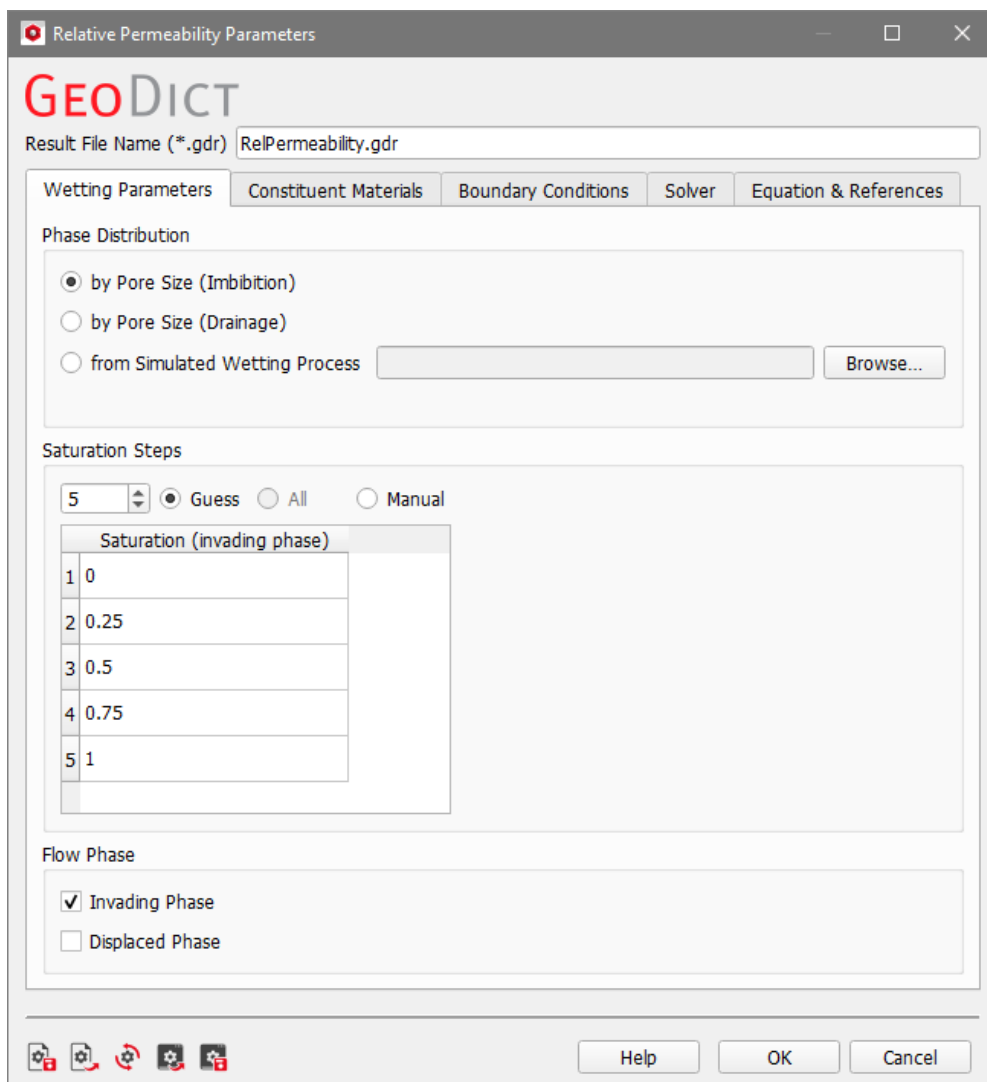 Relative Permeability Parameters
GEODICT
Result File Name (*.gdr) RelPermeability.gdr
Wetting Parameters Constituent Materials Boundary Conditions Solver Equation & References
Phase Distribution
by Pore Size (Imbibition)
by Pore Size (Drainage)
from Simulated Wetting Process Browse...
Saturation Steps
5 Guess All Manual
Saturation (invading phase)
1 0
2 0.25
3 0.5
4 0.75
5 1
Flow Phase
Invading Phase
Displaced Phase
Help OK Cancel